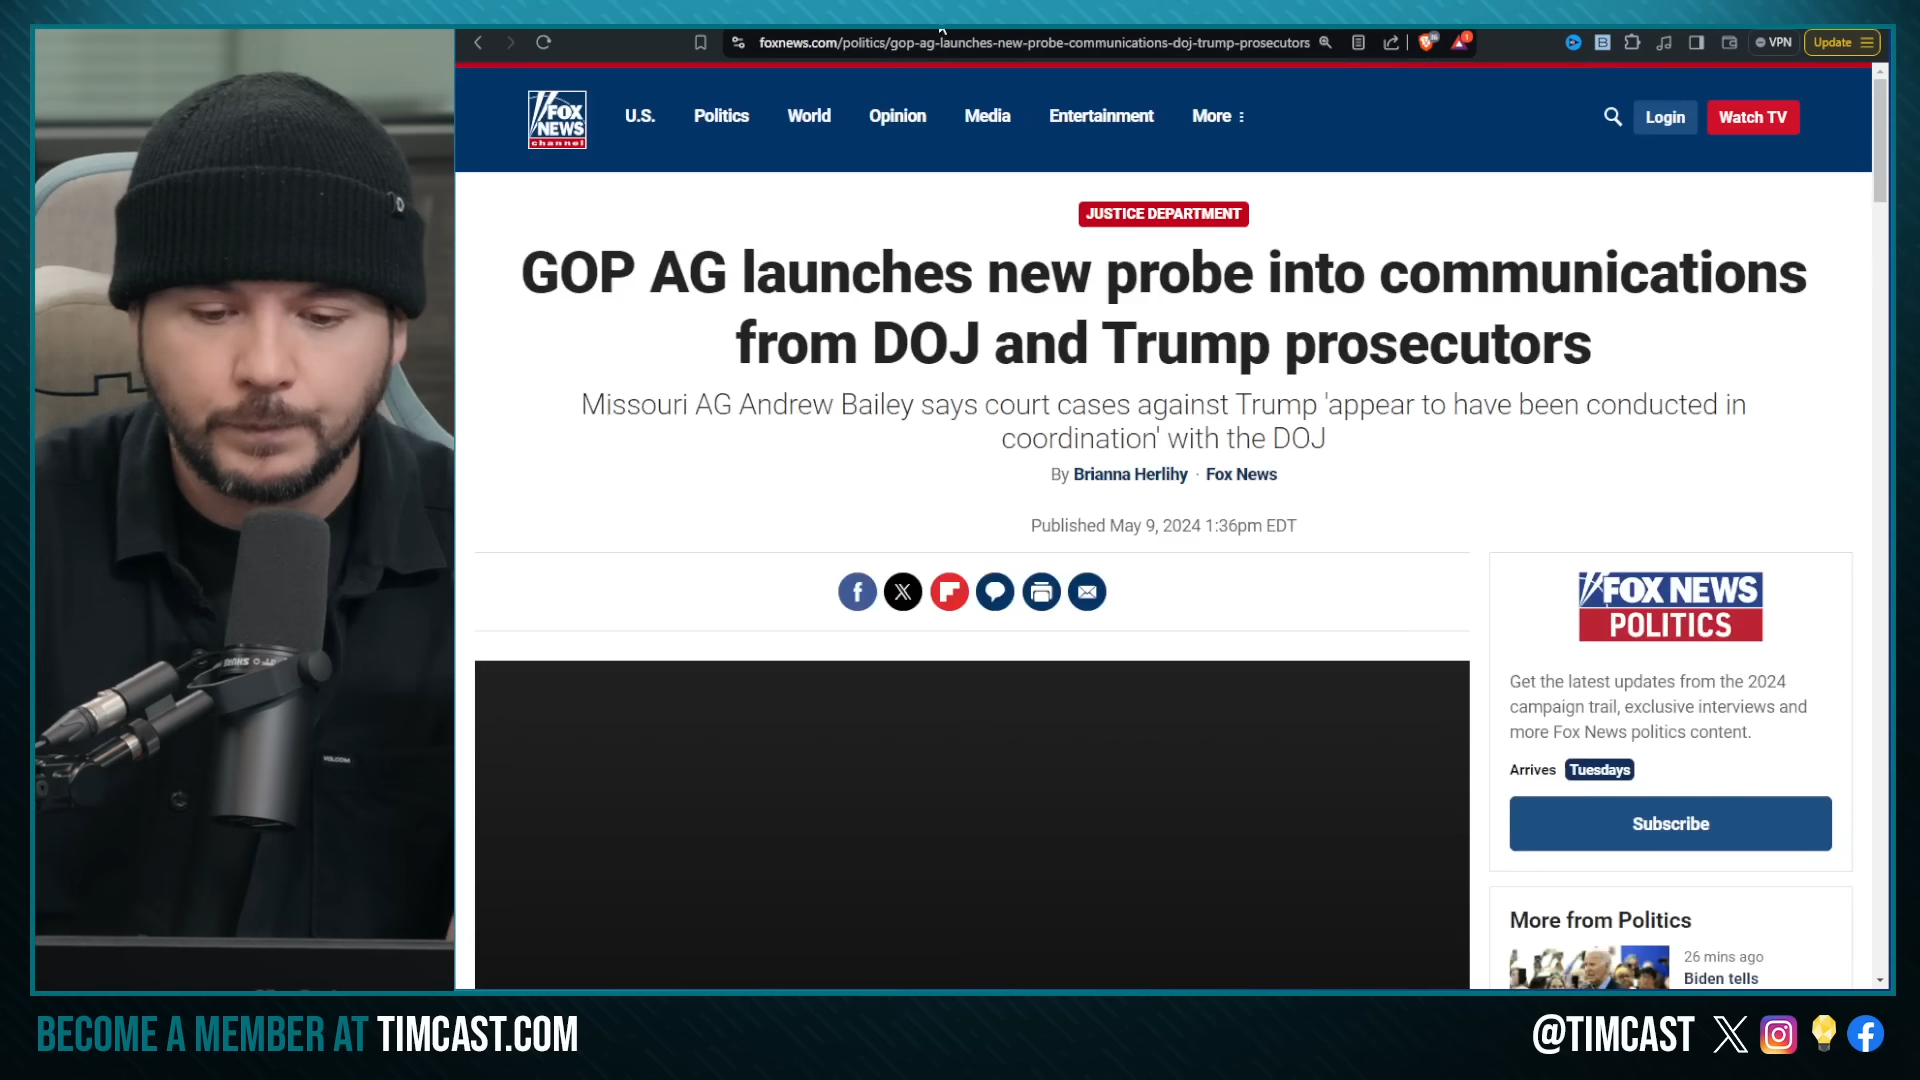 foxnews.com/politics/gop-ag-launches-new-probe-communications-doj-trump-prosecutors
VPN
Update
FOX
NEWS
channel
U.S.
Politics
World
Opinion
Media
Entertainment
More
Login
Watch TV
JUSTICE DEPARTMENT
GOP AG launches new probe into communications
from DOJ and Trump prosecutors
Missouri AG Andrew Bailey says court cases against Trump 'appear to have been conducted in
coordination' with the DOJ
By Brianna Herlihy · Fox News
Published May 9, 2024 1:36pm EDT
FOX NEWS
POLITICS
Get the latest updates from the 2024
campaign trail, exclusive interviews and
more Fox News politics content.
Arrives Tuesdays
Subscribe
More from Politics
26 mins ago
Biden tells
SHURE
VOLCOM
BECOME A MEMBER AT TIMCAST.COM
@TIMCAST